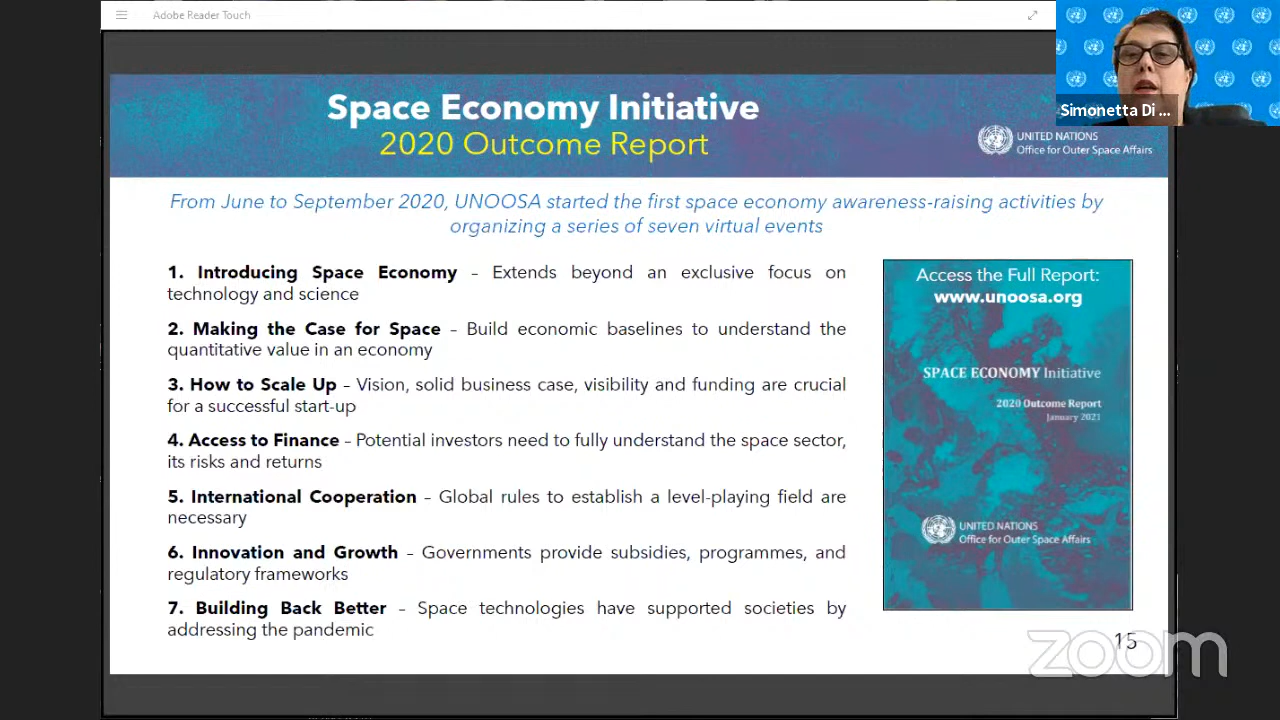 Adobe Reader Touch
Simonetta Di ...
Space Economy Initiative
2020 Outcome Report
UNITED NATIONS
Office for Outer Space Affairs
From June to September 2020, UNOOSA started the first space economy awareness-raising activities by
organizing a series of seven virtual events
1. Introducing Space Economy – Extends beyond an exclusive focus on
technology and science
2. Making the Case for Space – Build economic baselines to understand the
quantitative value in an economy
3. How to Scale Up – Vision, solid business case, visibility and funding are crucial
for a successful start-up
4. Access to Finance – Potential investors need to fully understand the space sector,
its risks and returns
5. International Cooperation – Global rules to establish a level-playing field are
necessary
6. Innovation and Growth – Governments provide subsidies, programmes, and
regulatory frameworks
7. Building Back Better – Space technologies have supported societies by
addressing the pandemic
Access the Full Report:
www.unoosa.org
SPACE ECONOMY Initiative
2020 Outcome Report
January 2021
UNITED NATIONS
Office for Outer Space Affairs
15
zoom